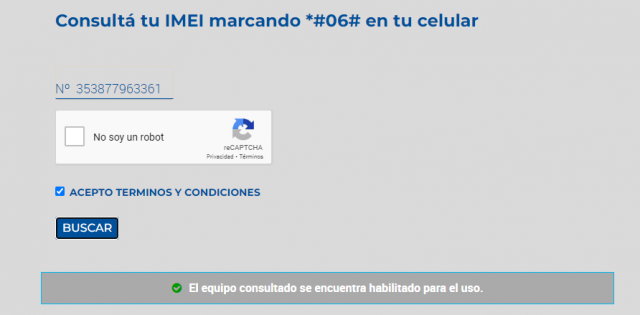 Consultá tu IMEI marcando *#06# en tu celular
Nº 353877963361
No soy un robot
reCAPTCHA
Privacidad • Términos
ACEPTO TERMINOS Y CONDICIONES
BUSCAR
El equipo consultado se encuentra habilitado para el uso.